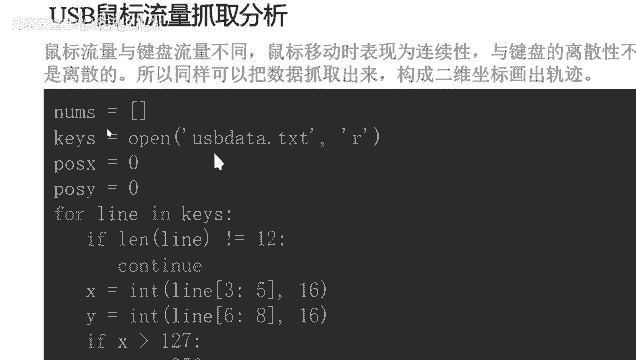 USB鼠标流量抓取分析
鼠标流量与键盘流量不同，鼠标移动时表现为连续性，与键盘的离散性不
是离散的。所以同样可以把数据抓取出来，构成二维坐标画出轨迹。
nums = []
keys = open('usbdata.txt', 'r')
posx = 0
posy = 0
for line in keys:
if len(line) != 12:
continue
x = int(line[3: 5], 16)
y = int(line[6: 8], 16)
if x > 127: